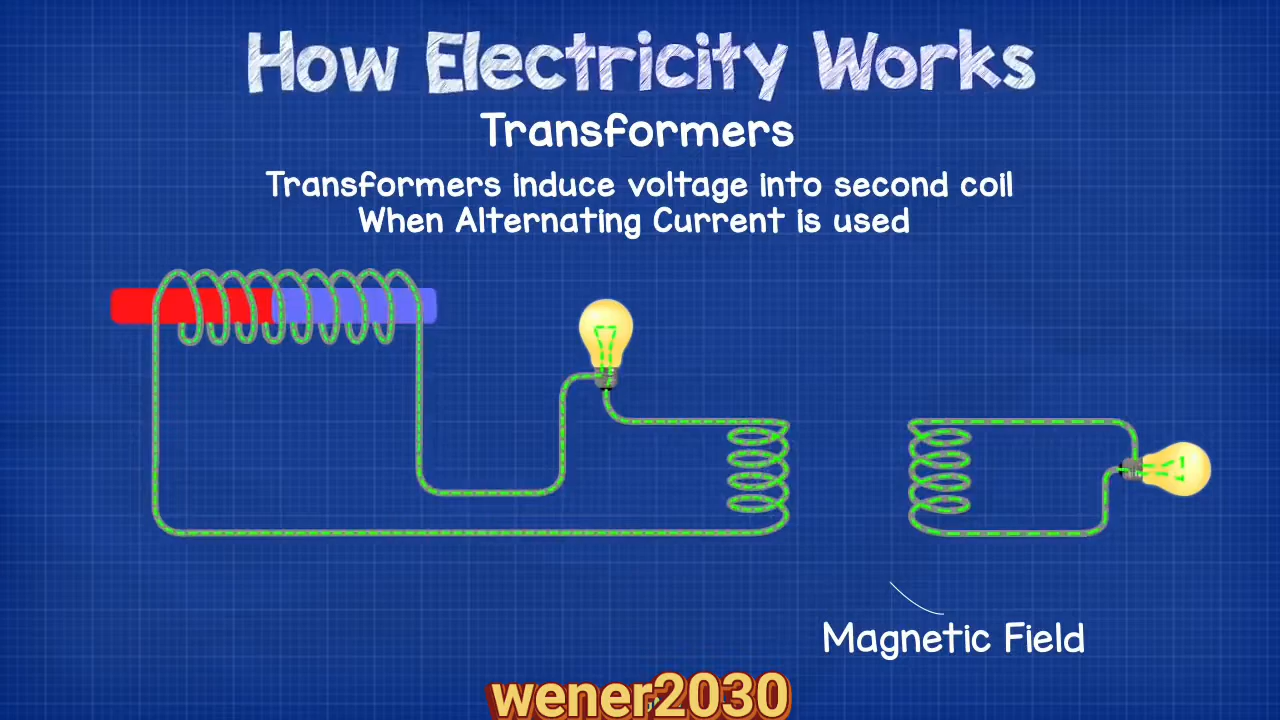 How Electricity Works
Transformers
Transformers induce voltage into second coil
When Alternating Current is used
Magnetic Field
wener2030